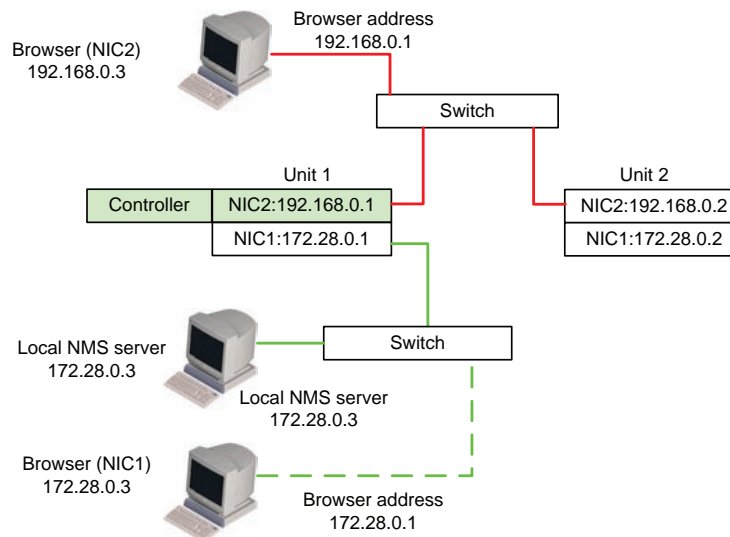 Browser address
192.168.0.1
Browser (NIC2)
192.168.0.3
Switch
Unit 1
Unit 2
Controller
NIC2:192.168.0.1
NIC1:172.28.0.1
NIC2:192.168.0.2
NIC1:172.28.0.2
Switch
Local NMS server
172.28.0.3
Local NMS server
172.28.0.3
Browser (NIC1)
172.28.0.3
Browser address
172.28.0.1